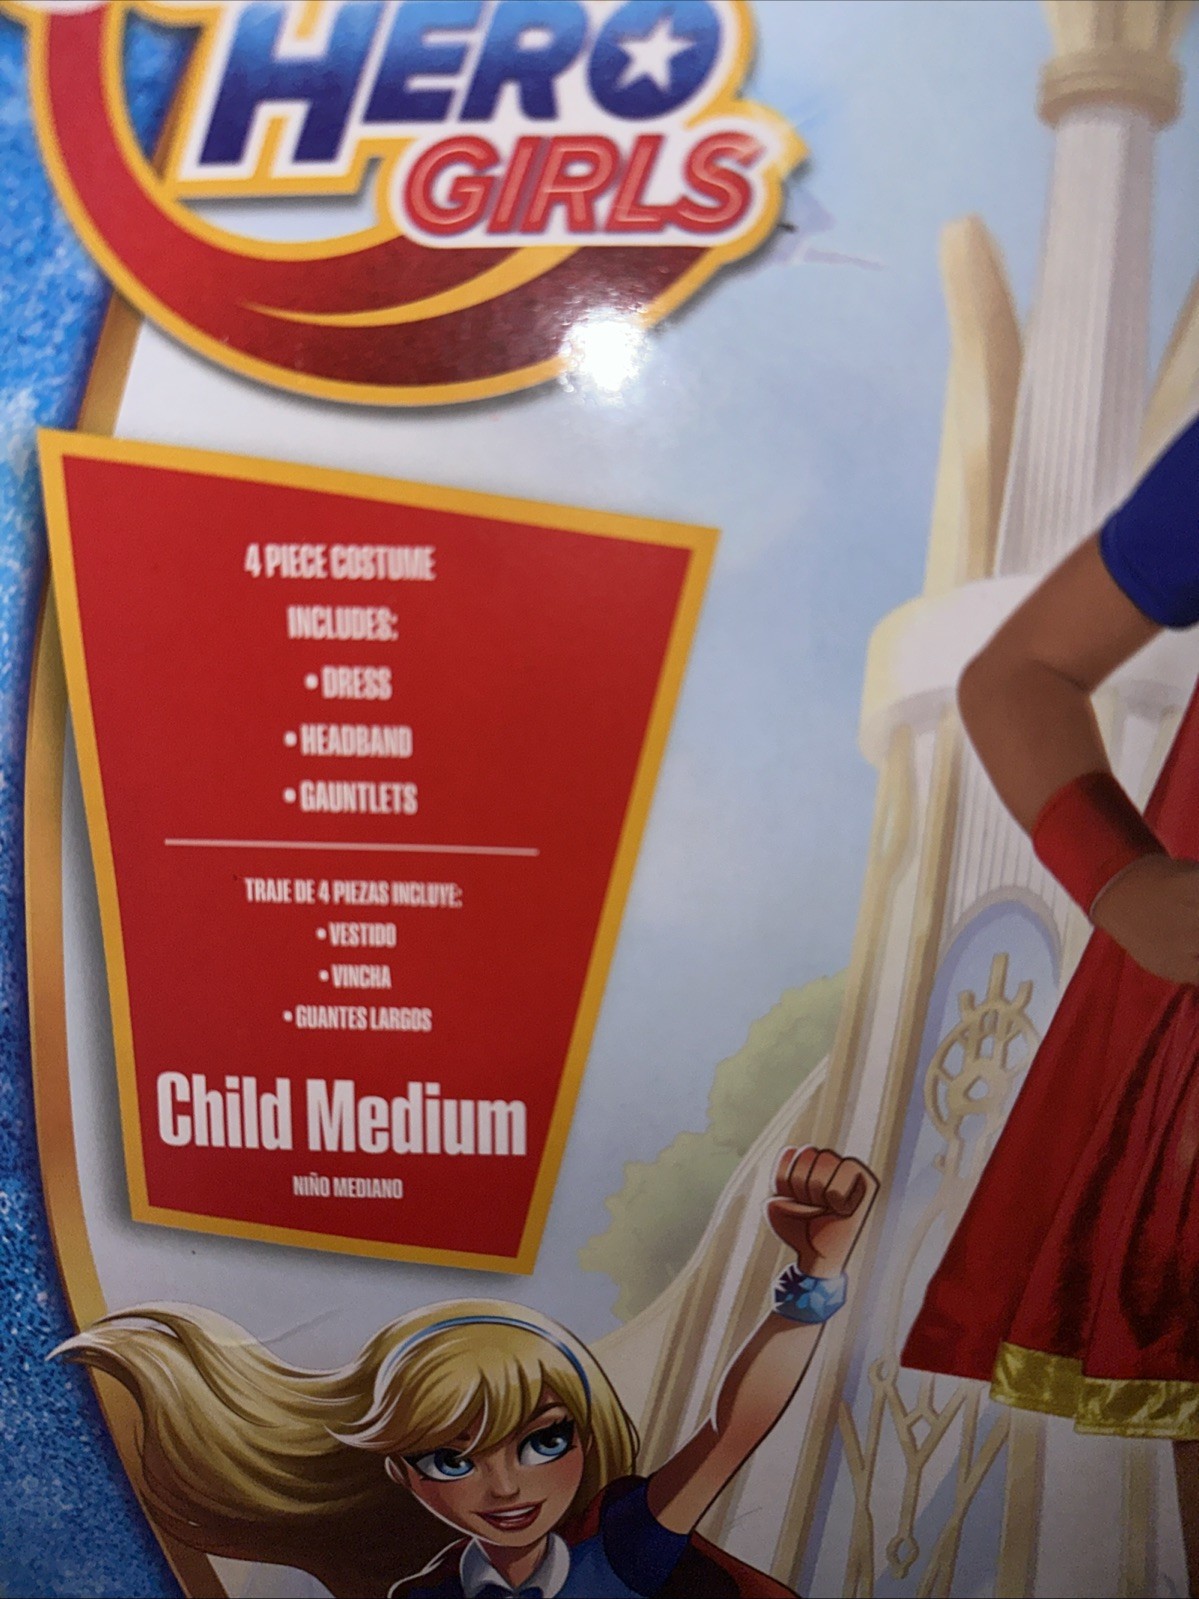 HERO
GIRLS
4 PIECE COSTUME
INCLUDES:
• DRESS
• HEADBAND
• GAUNTLETS
TRAJE DE 4 PIEZAS INCLUYE:
• VESTIDO
• VINCHA
• GUANTES LARGOS
Child Medium
NIÑO MEDIANO